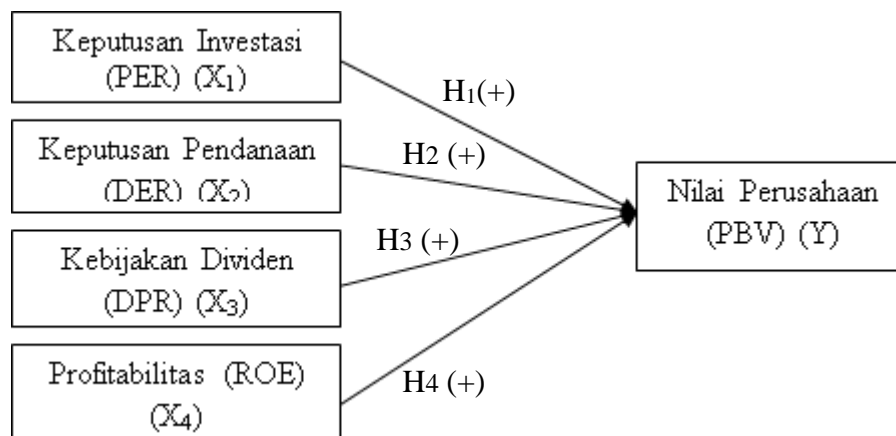 Keputusan Investasi
(PER) (X₁)
H₁(+)
Keputusan Pendanaan
(DER) (X₂)
H2 (+)
Kebijakan Dividen
(DPR) (X₃)
H3 (+)
Profitabilitas (ROE)
(X₄)
H4 (+)
Nilai Perusahaan
(PBV) (Y)